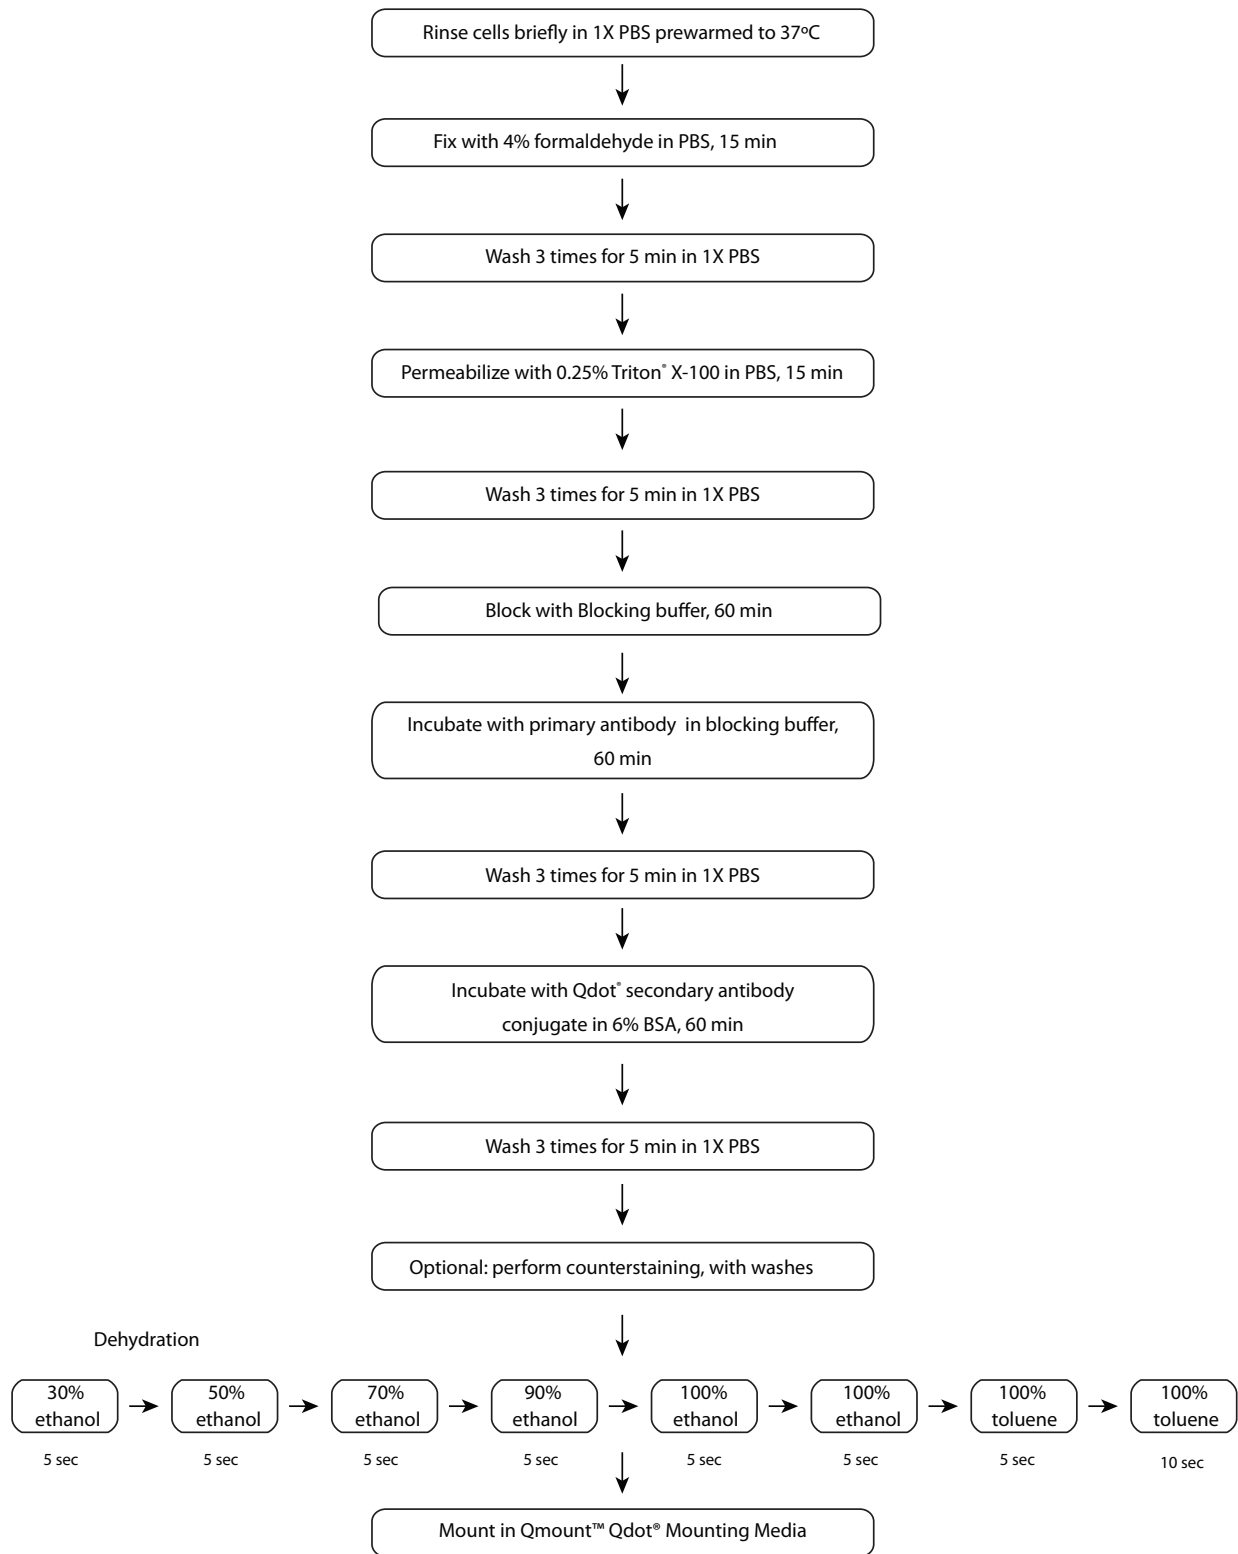 Rinse cells briefly in 1X PBS prewarmed to 37ºC
Fix with 4% formaldehyde in PBS, 15 min
Wash 3 times for 5 min in 1X PBS
Permeabilize with 0.25% Triton® X-100 in PBS, 15 min
Wash 3 times for 5 min in 1X PBS
Block with Blocking buffer, 60 min
Incubate with primary antibody in blocking buffer,
60 min
Wash 3 times for 5 min in 1X PBS
Incubate with Qdot® secondary antibody
conjugate in 6% BSA, 60 min
Wash 3 times for 5 min in 1X PBS
Optional: perform counterstaining, with washes
Dehydration
30%
ethanol
5 sec
50%
ethanol
5 sec
70%
ethanol
5 sec
90%
ethanol
5 sec
100%
ethanol
5 sec
100%
ethanol
5 sec
100%
toluene
5 sec
100%
toluene
10 sec
Mount in Qmount™ Qdot® Mounting Media